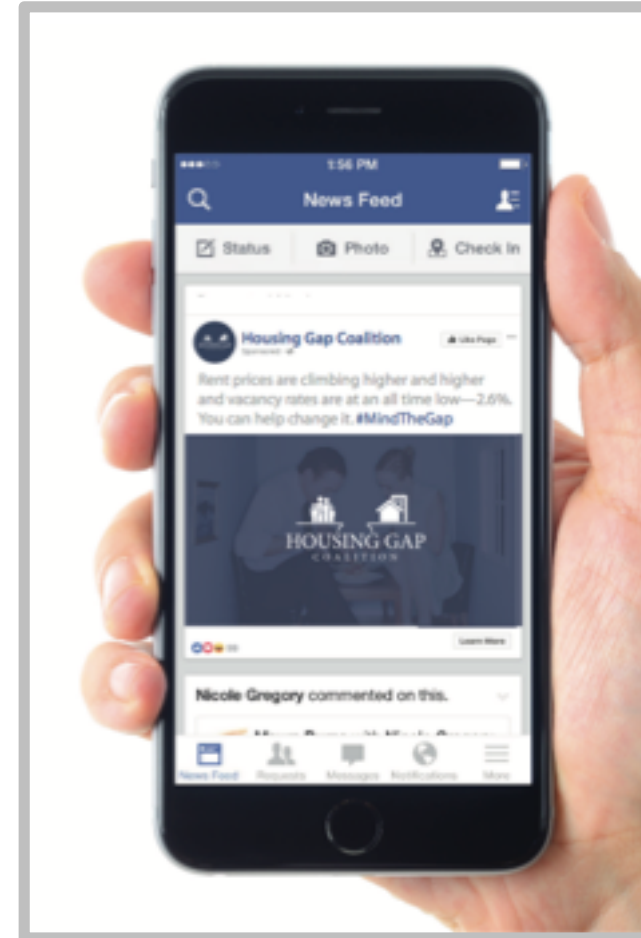 1:56 PM
News Feed
Status Photo Check In
Housing Gap Coalition Like Page
Sponsored
Rent prices are climbing higher and higher
and vacancy rates are at an all time low—2.6%.
You can help change it. #MindTheGap
HOUSING GAP
COALITION
Learn More
Nicole Gregory commented on this.
News Feed Requests Messages Notifications More